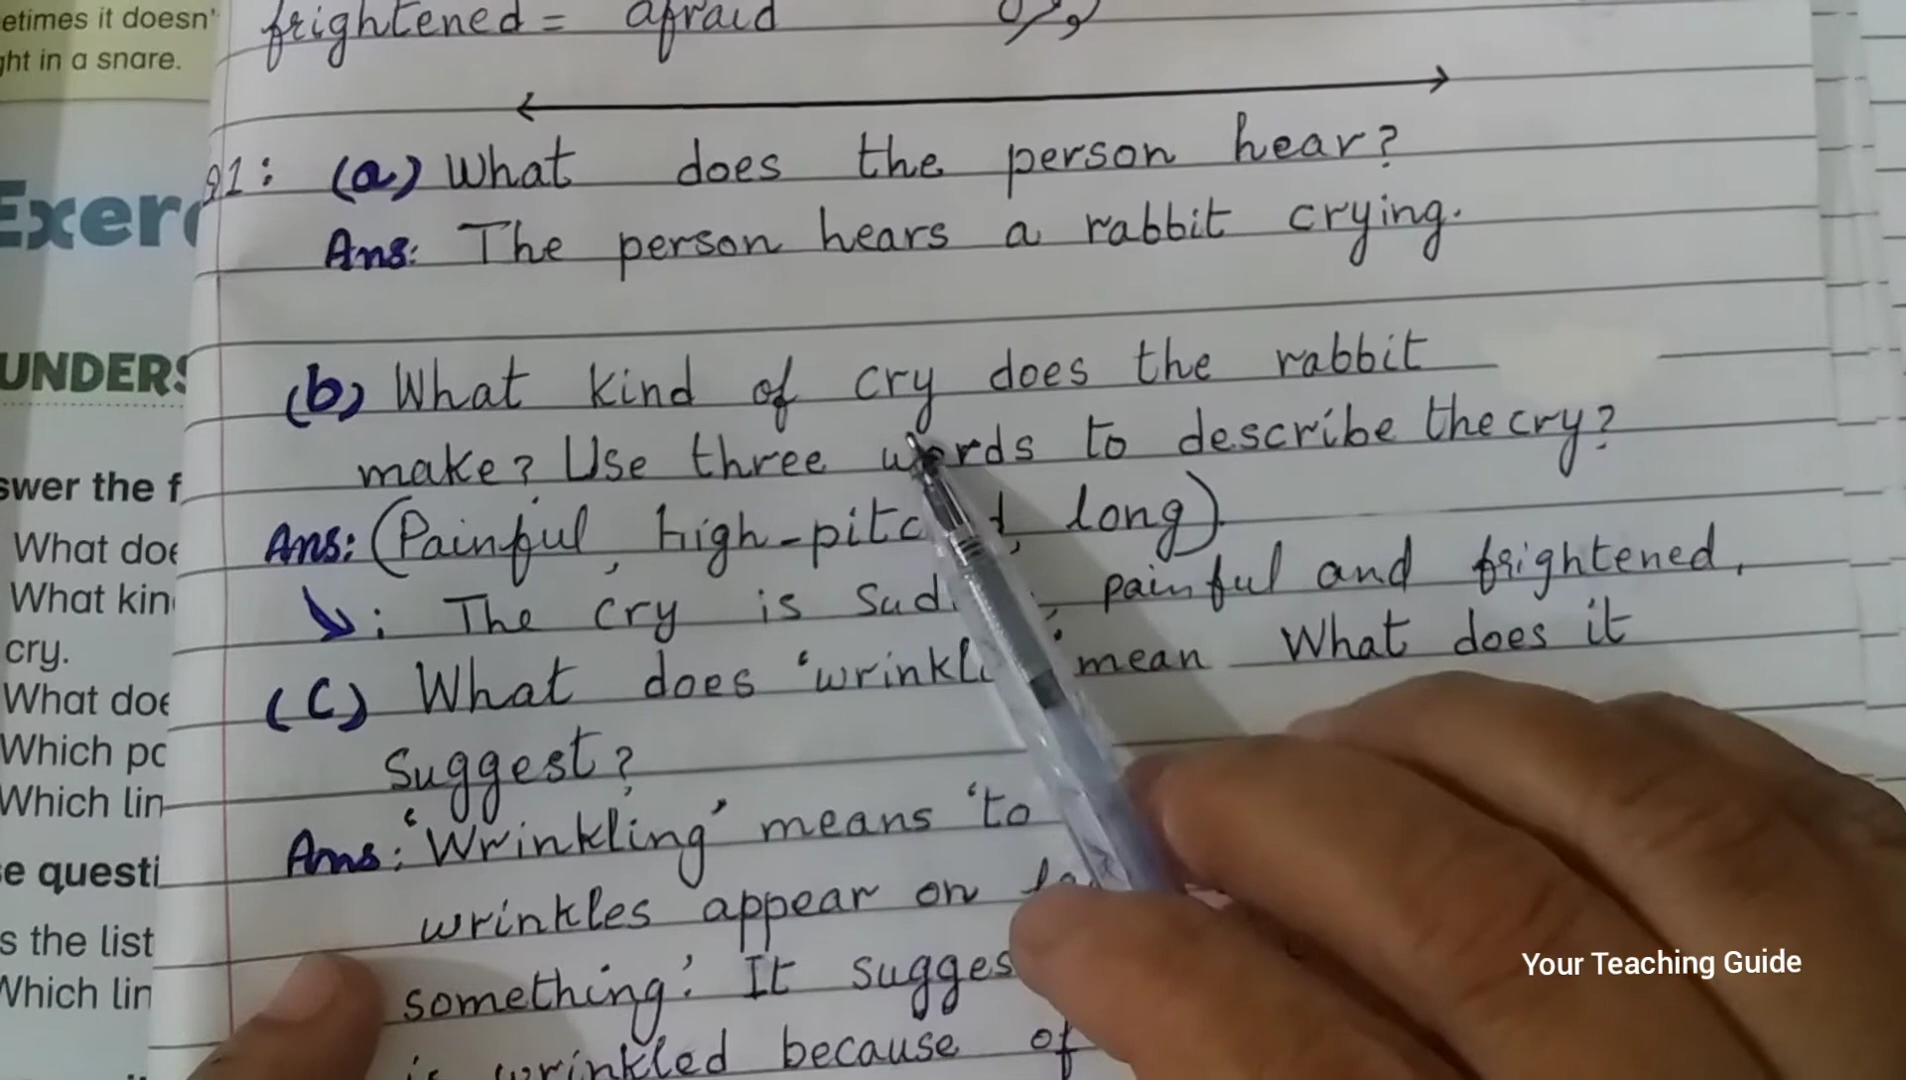 etimes it doesn'
ght in a snare.
Exer
UNDERS
swer the f
What doe
What kin
cry.
What doe
Which po
Which lin
e questi
s the list
Which lin
frightened = afraid
Q1: (a) What does the person hear?
Ans: The person hears a rabbit crying.
(b) What kind of cry does the rabbit
make? Use three words to describe the cry?
Ans: (Painful, high-pitc long)
: The cry is sud painful and frightened.
(C) What does 'wrinkli mean What does it
Suggest?
Ans: 'Wrinkling' means 'to
wrinkles appear on
something.' It sugges
is wrinkled because of
Your Teaching Guide